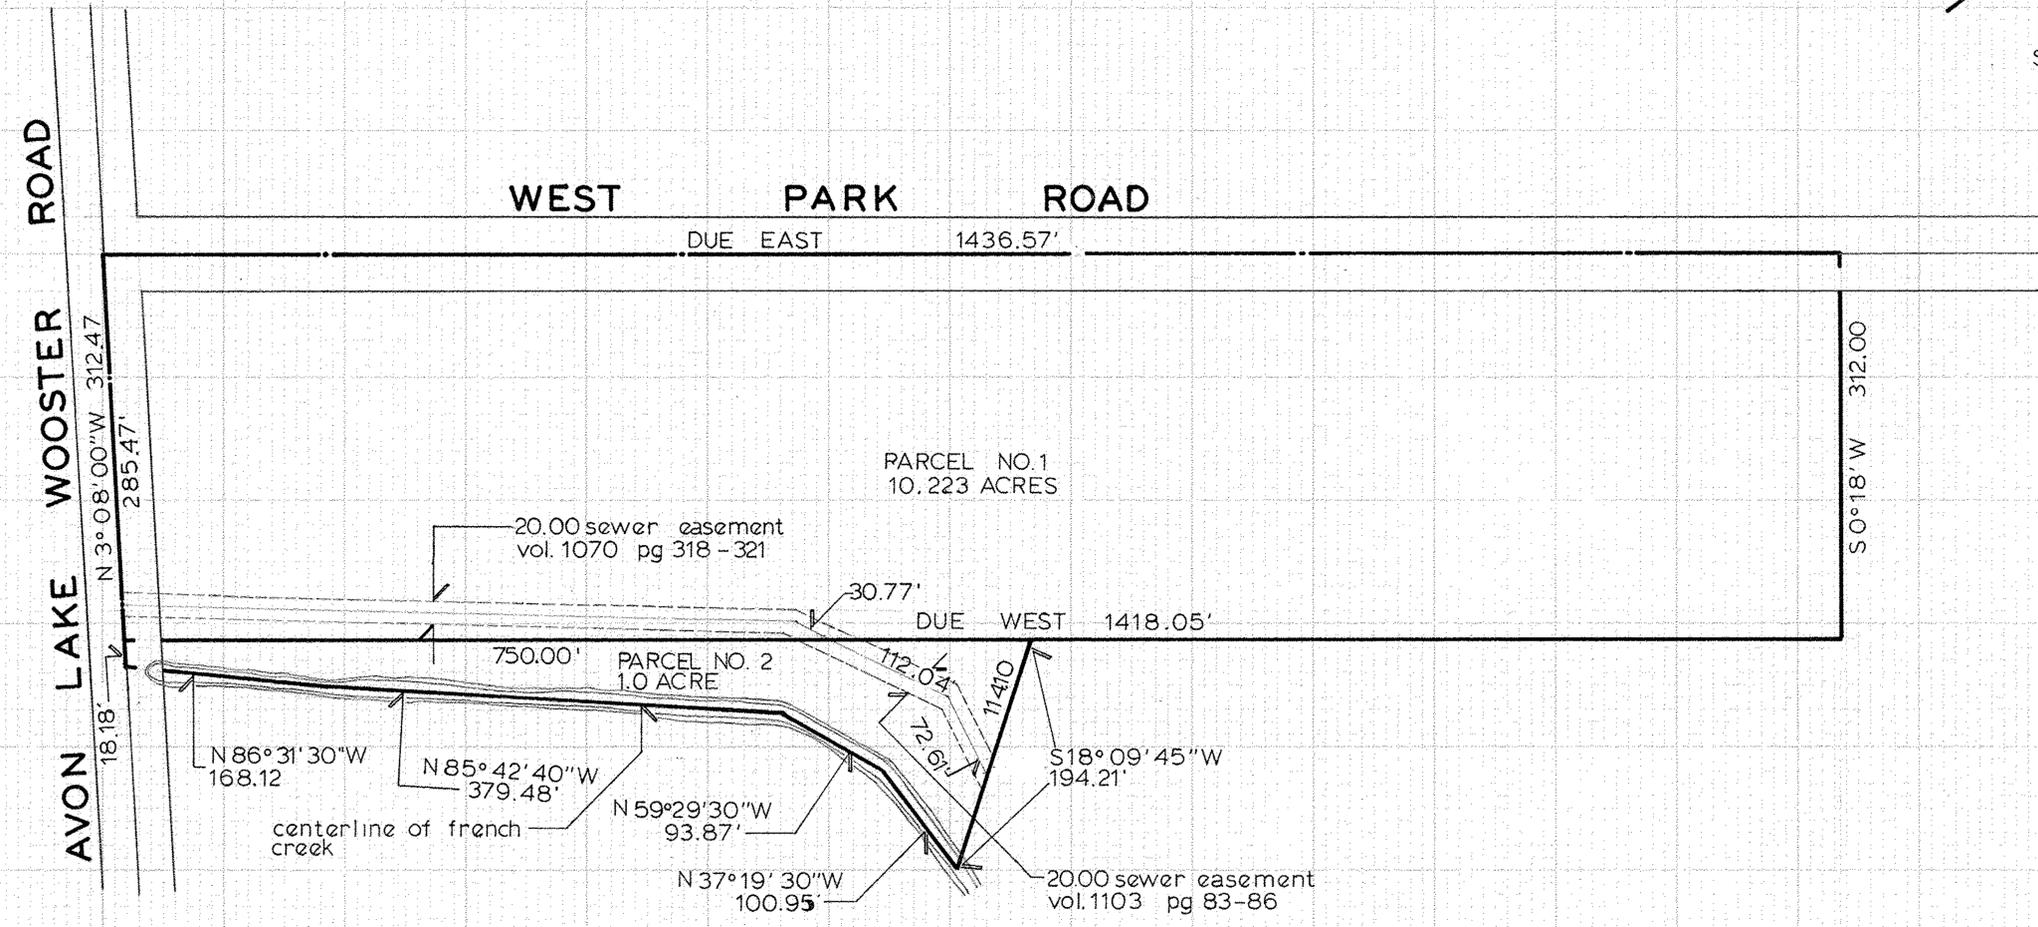 WEST PARK ROAD
DUE EAST 1436.57'
AVON LAKE WOOSTER ROAD
N 3° 08' 00" W 312.47
285.47'
S 0° 18' W 312.00
PARCEL NO. 1
10.223 ACRES
20.00 sewer easement
vol. 1070 pg 318-321
30.77'
DUE WEST 1418.05'
750.00'
PARCEL NO. 2
1.0 ACRE
112.04'
114.10
72.61'
18.18'
N 86° 31' 30" W
168.12
N 85° 42' 40" W
379.48'
S18° 09' 45" W
194.21'
N 59° 29' 30" W
93.87'
centerline of french
creek
N 37° 19' 30" W
100.95'
20.00 sewer easement
vol. 1103 pg 83-86